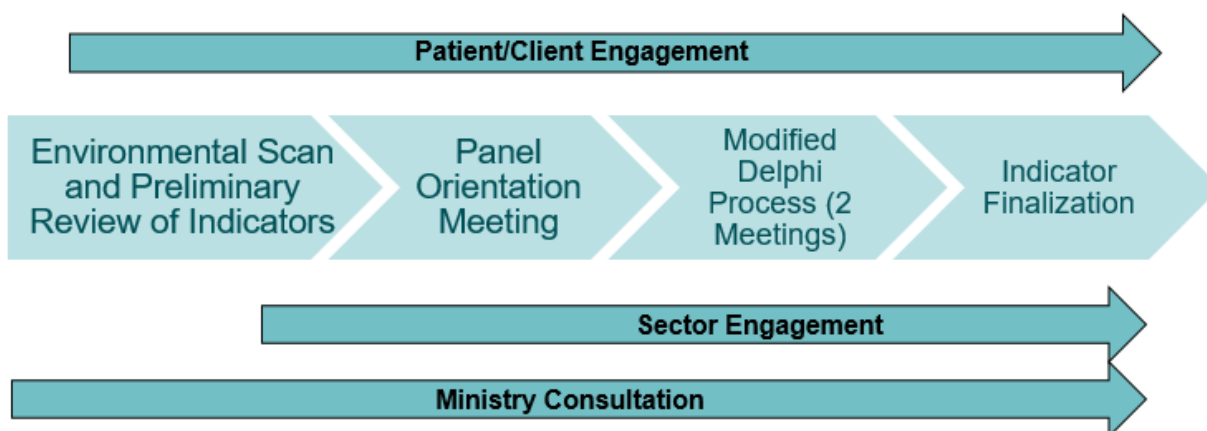 Patient/Client Engagement
Environmental Scan
and Preliminary
Review of Indicators
Panel
Orientation
Meeting
Modified
Delphi
Process (2
Meetings)
Indicator
Finalization
Sector Engagement
Ministry Consultation